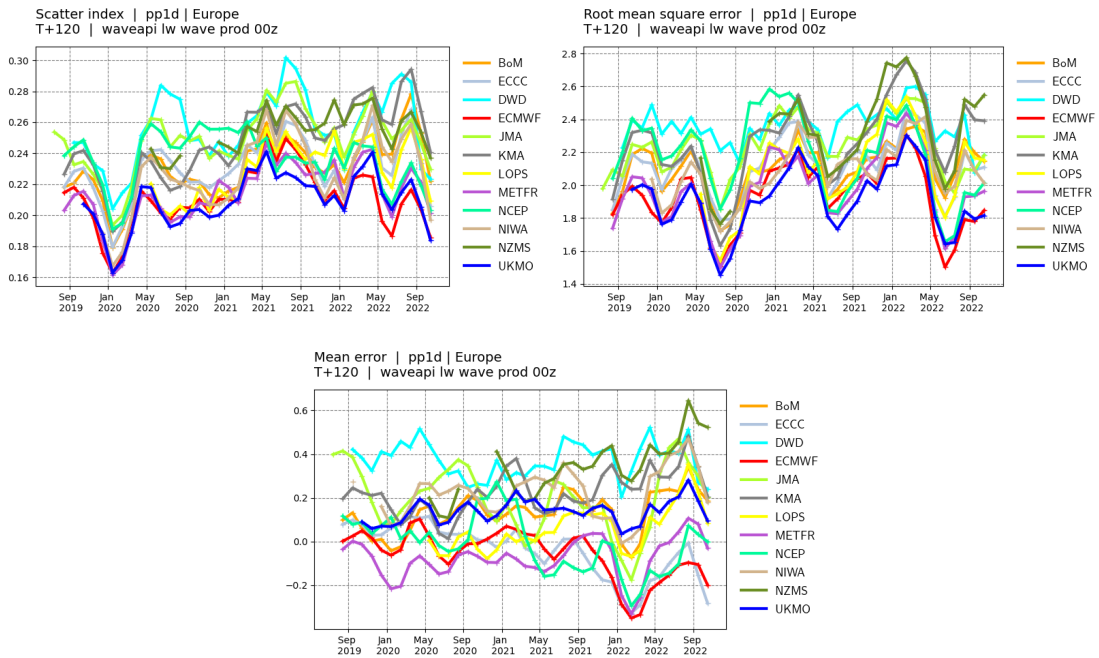 Scatter index | pp1d | Europe
T+120 | waveapi lw wave prod 00z
0.30
0.28
0.26
0.24
0.22
0.20
0.18
0.16
Sep 2019
Jan 2020
May 2020
Sep 2020
Jan 2021
May 2021
Sep 2021
Jan 2022
May 2022
Sep 2022
BoM
ECCC
DWD
ECMWF
JMA
KMA
LOPS
METFR
NCEP
NIWA
NZMS
UKMO
Root mean square error | pp1d | Europe
T+120 | waveapi lw wave prod 00z
2.8
2.6
2.4
2.2
2.0
1.8
1.6
1.4
Sep 2019
Jan 2020
May 2020
Sep 2020
Jan 2021
May 2021
Sep 2021
Jan 2022
May 2022
Sep 2022
BoM
ECCC
DWD
ECMWF
JMA
KMA
LOPS
METFR
NCEP
NIWA
NZMS
UKMO
Mean error | pp1d | Europe
T+120 | waveapi lw wave prod 00z
0.6
0.4
0.2
0.0
−0.2
Sep 2019
Jan 2020
May 2020
Sep 2020
Jan 2021
May 2021
Sep 2021
Jan 2022
May 2022
Sep 2022
BoM
ECCC
DWD
ECMWF
JMA
KMA
LOPS
METFR
NCEP
NIWA
NZMS
UKMO